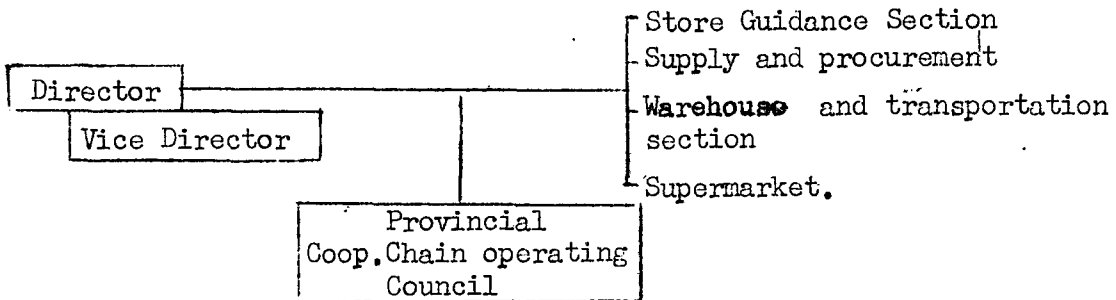 Store Guidance Section
Supply and procurement
Director
Warehouse and transportation
section
Vice Director
Supermarket.
Provincial
Coop.Chain operating
Council